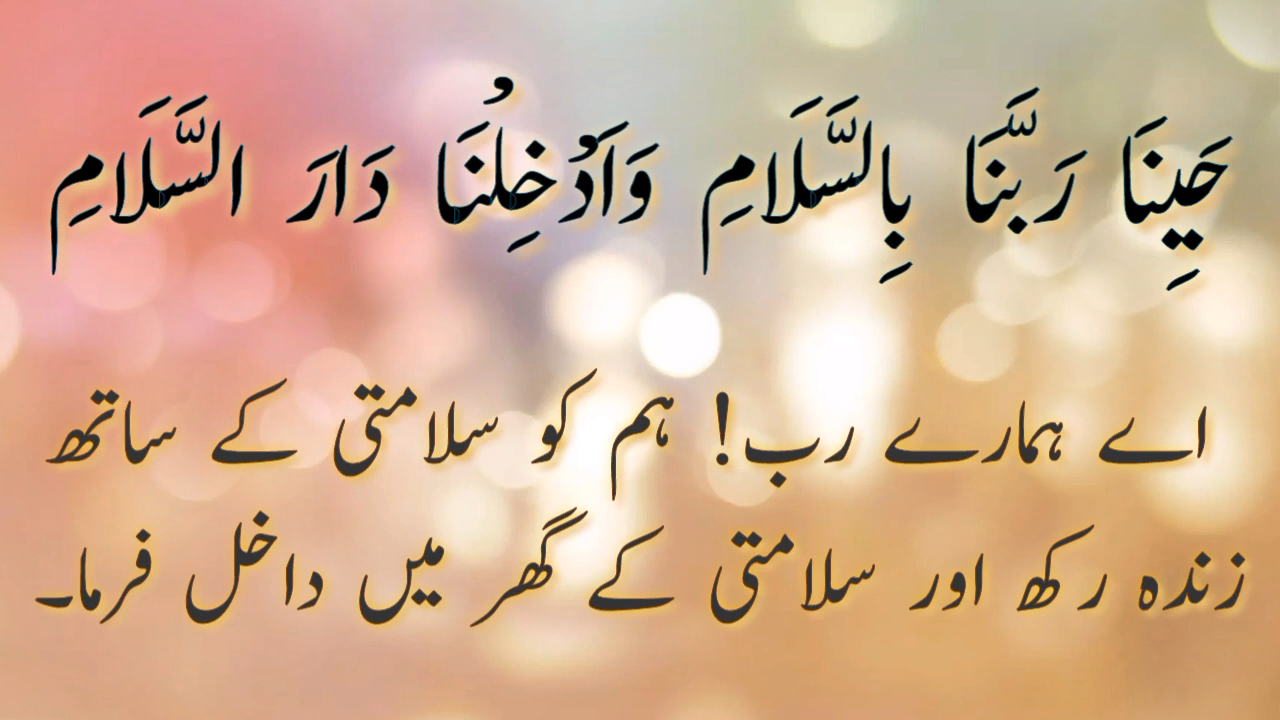 حَيِنَا رَبَّنَّا بِالسَّلَامِ وَاَدْخِلْنَا دَارَ السَّلَامِ
اے ہمارے رب! ہم کو سلامتی کے ساتھ
زندہ رکھ اور سلامتی کے گھر میں داخل فرما۔